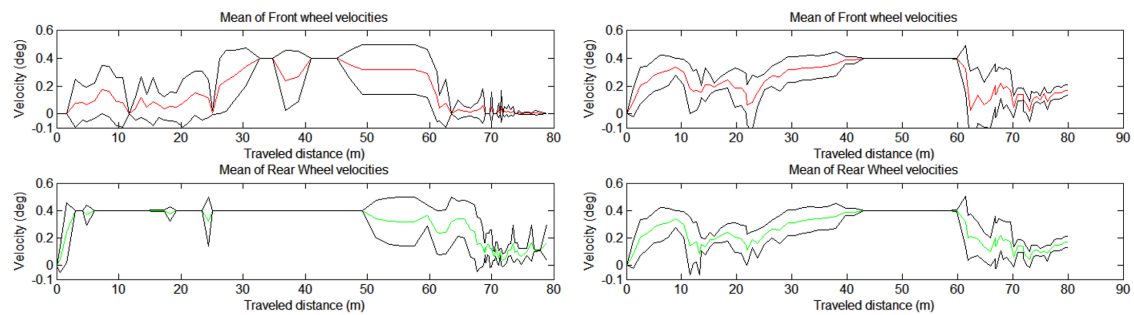 Mean of Front wheel velocities
0.6
0.4
0.2
0
-0.1
Velocity (deg)
0 10 20 30 40 50 60 70 80
Traveled distance (m)
Mean of Rear Wheel velocities
0.6
0.4
0.2
0
-0.1
Velocity (deg)
0 10 20 30 40 50 60 70 80
Traveled distance (m)
Mean of Front wheel velocities
0.6
0.4
0.2
0
-0.1
Velocity (deg)
0 10 20 30 40 50 60 70 80 90
Traveled distance (m)
Mean of Rear Wheel velocities
0.6
0.4
0.2
0
-0.1
Velocity (deg)
0 10 20 30 40 50 60 70 80 90
Traveled distance (m)